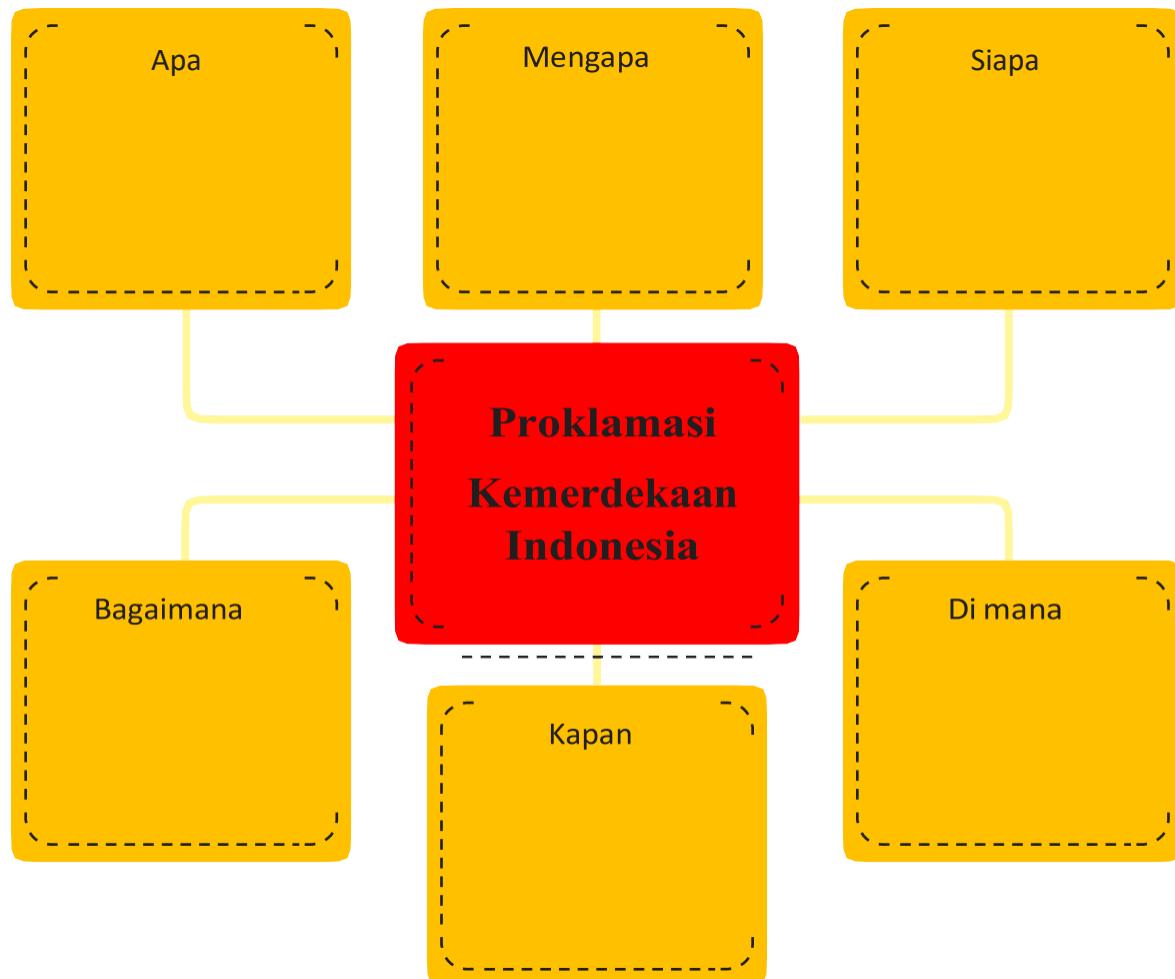 Apa
Mengapa
Siapa
Proklamasi
Kemerdekaan
Indonesia
Bagaimana
Di mana
Kapan